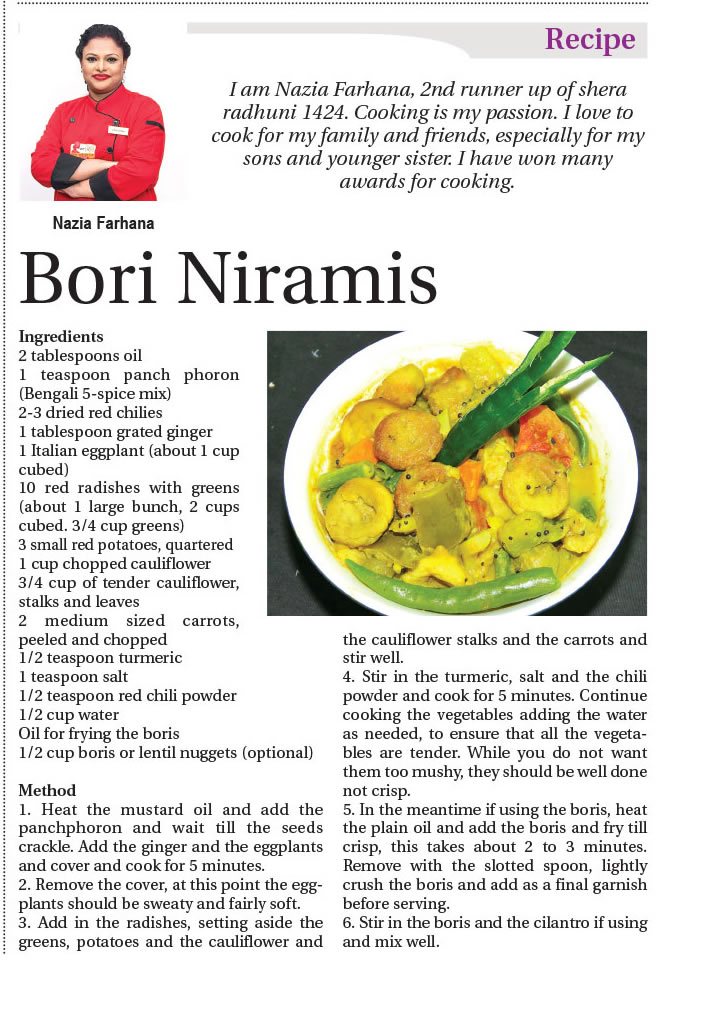 Recipe
I am Nazia Farhana, 2nd runner up of shera
radhuni 1424. Cooking is my passion. I love to
cook for my family and friends, especially for my
sons and younger sister. I have won many
awards for cooking.
Nazia Farhana
Bori Niramis
Ingredients
2 tablespoons oil
1 teaspoon panch phoron
(Bengali 5-spice mix)
2-3 dried red chilies
1 tablespoon grated ginger
1 Italian eggplant (about 1 cup
cubed)
10 red radishes with greens
(about 1 large bunch, 2 cups
cubed. 3/4 cup greens)
3 small red potatoes, quartered
1 cup chopped cauliflower
3/4 cup of tender cauliflower,
stalks and leaves
2 medium sized carrots,
peeled and chopped
1/2 teaspoon turmeric
1 teaspoon salt
1/2 teaspoon red chili powder
1/2 cup water
Oil for frying the boris
1/2 cup boris or lentil nuggets (optional)
Method
1. Heat the mustard oil and add the
panchphoron and wait till the seeds
crackle. Add the ginger and the eggplants
and cover and cook for 5 minutes.
2. Remove the cover, at this point the egg-
plants should be sweaty and fairly soft.
3. Add in the radishes, setting aside the
greens, potatoes and the cauliflower and
the cauliflower stalks and the carrots and
stir well.
4. Stir in the turmeric, salt and the chili
powder and cook for 5 minutes. Continue
cooking the vegetables adding the water
as needed, to ensure that all the vegeta-
bles are tender. While you do not want
them too mushy, they should be well done
not crisp.
5. In the meantime if using the boris, heat
the plain oil and add the boris and fry till
crisp, this takes about 2 to 3 minutes.
Remove with the slotted spoon, lightly
crush the boris and add as a final garnish
before serving.
6. Stir in the boris and the cilantro if using
and mix well.